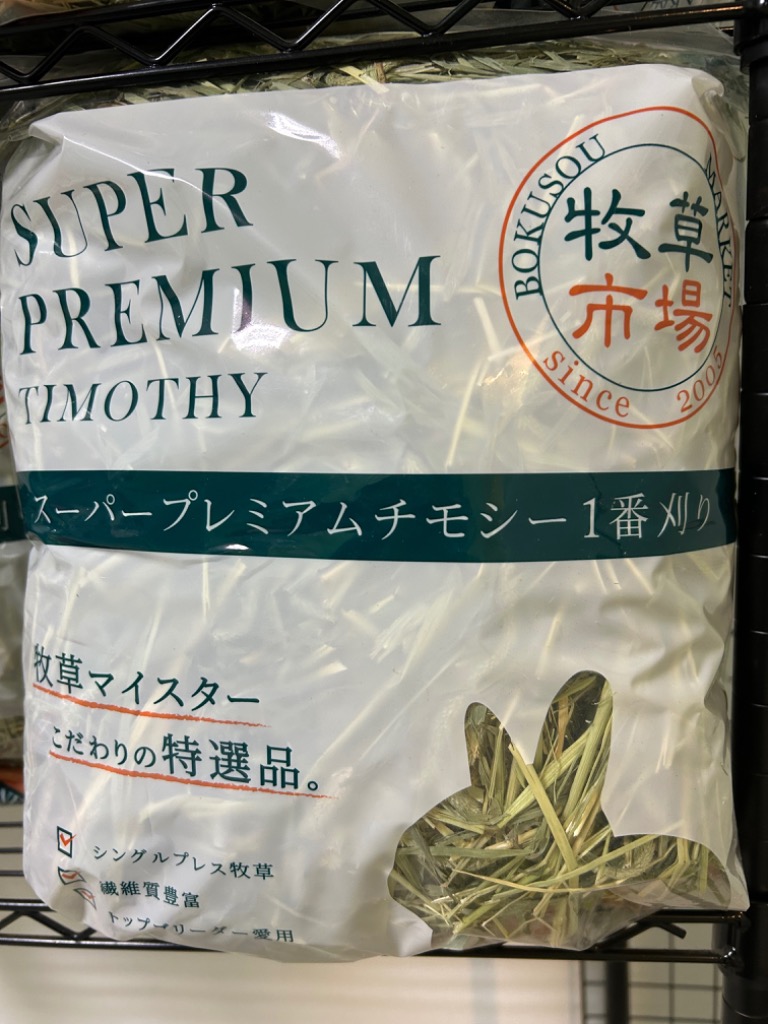 SUPER
PREMIUM
TIMOTHY
BOKUSOU MARKET
牧草
市場
since 2005
スーパープレミアムチモシー1番刈り
牧草マイスター
こだわりの特選品。
シングルプレス牧草
繊維質豊富
トップブリーダー愛用